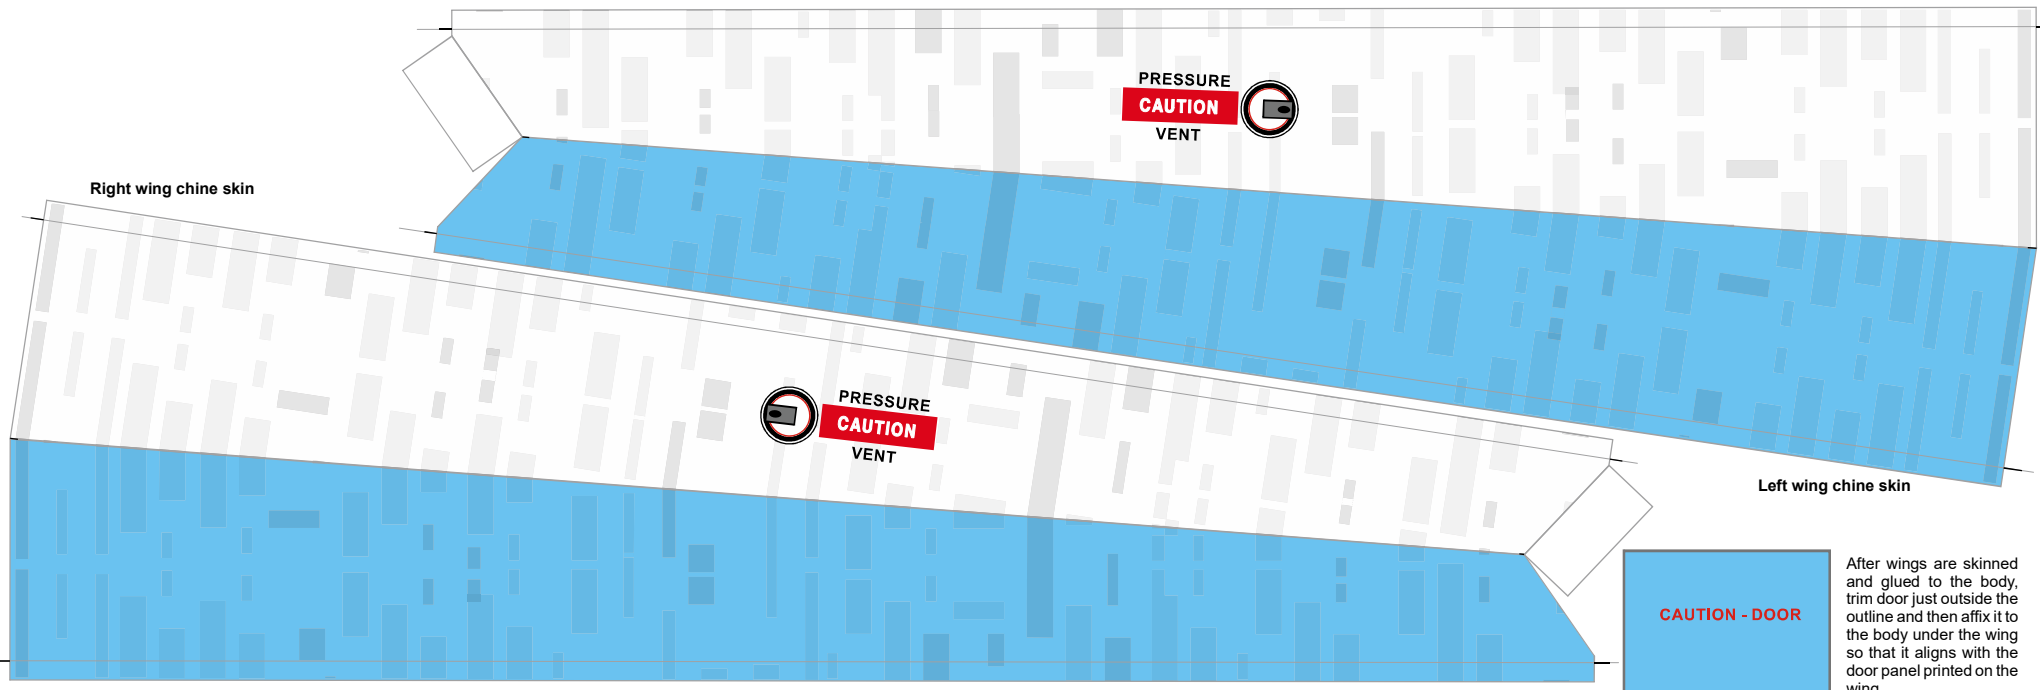 PRESSURE
CAUTION
VENT
Right wing chine skin
PRESSURE
CAUTION
VENT
Left wing chine skin
CAUTION - DOOR
After wings are skinned
and glued to the body,
trim door just outside the
outline and then affix it to
the body under the wing
so that it aligns with the
door panel printed on the
wing